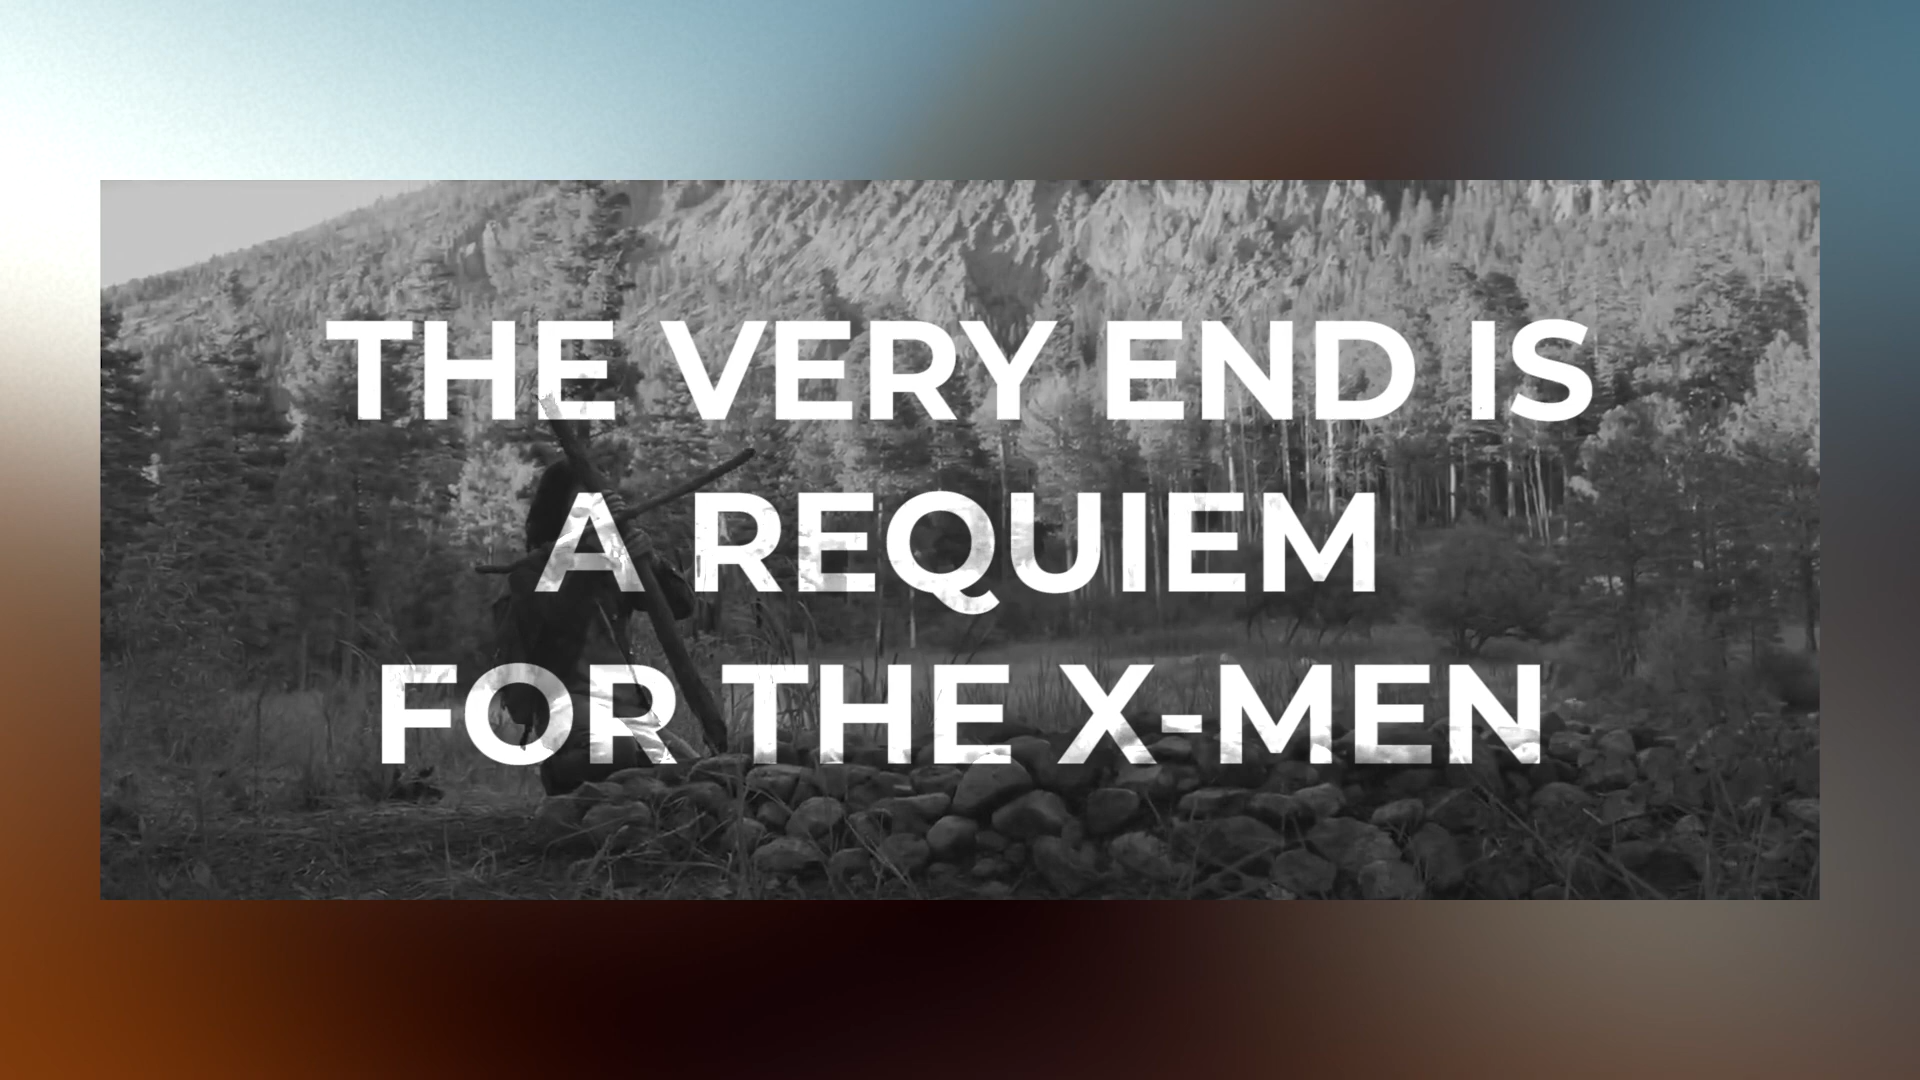 THE VERY END IS
A REQUIEM
FOR THE X-MEN